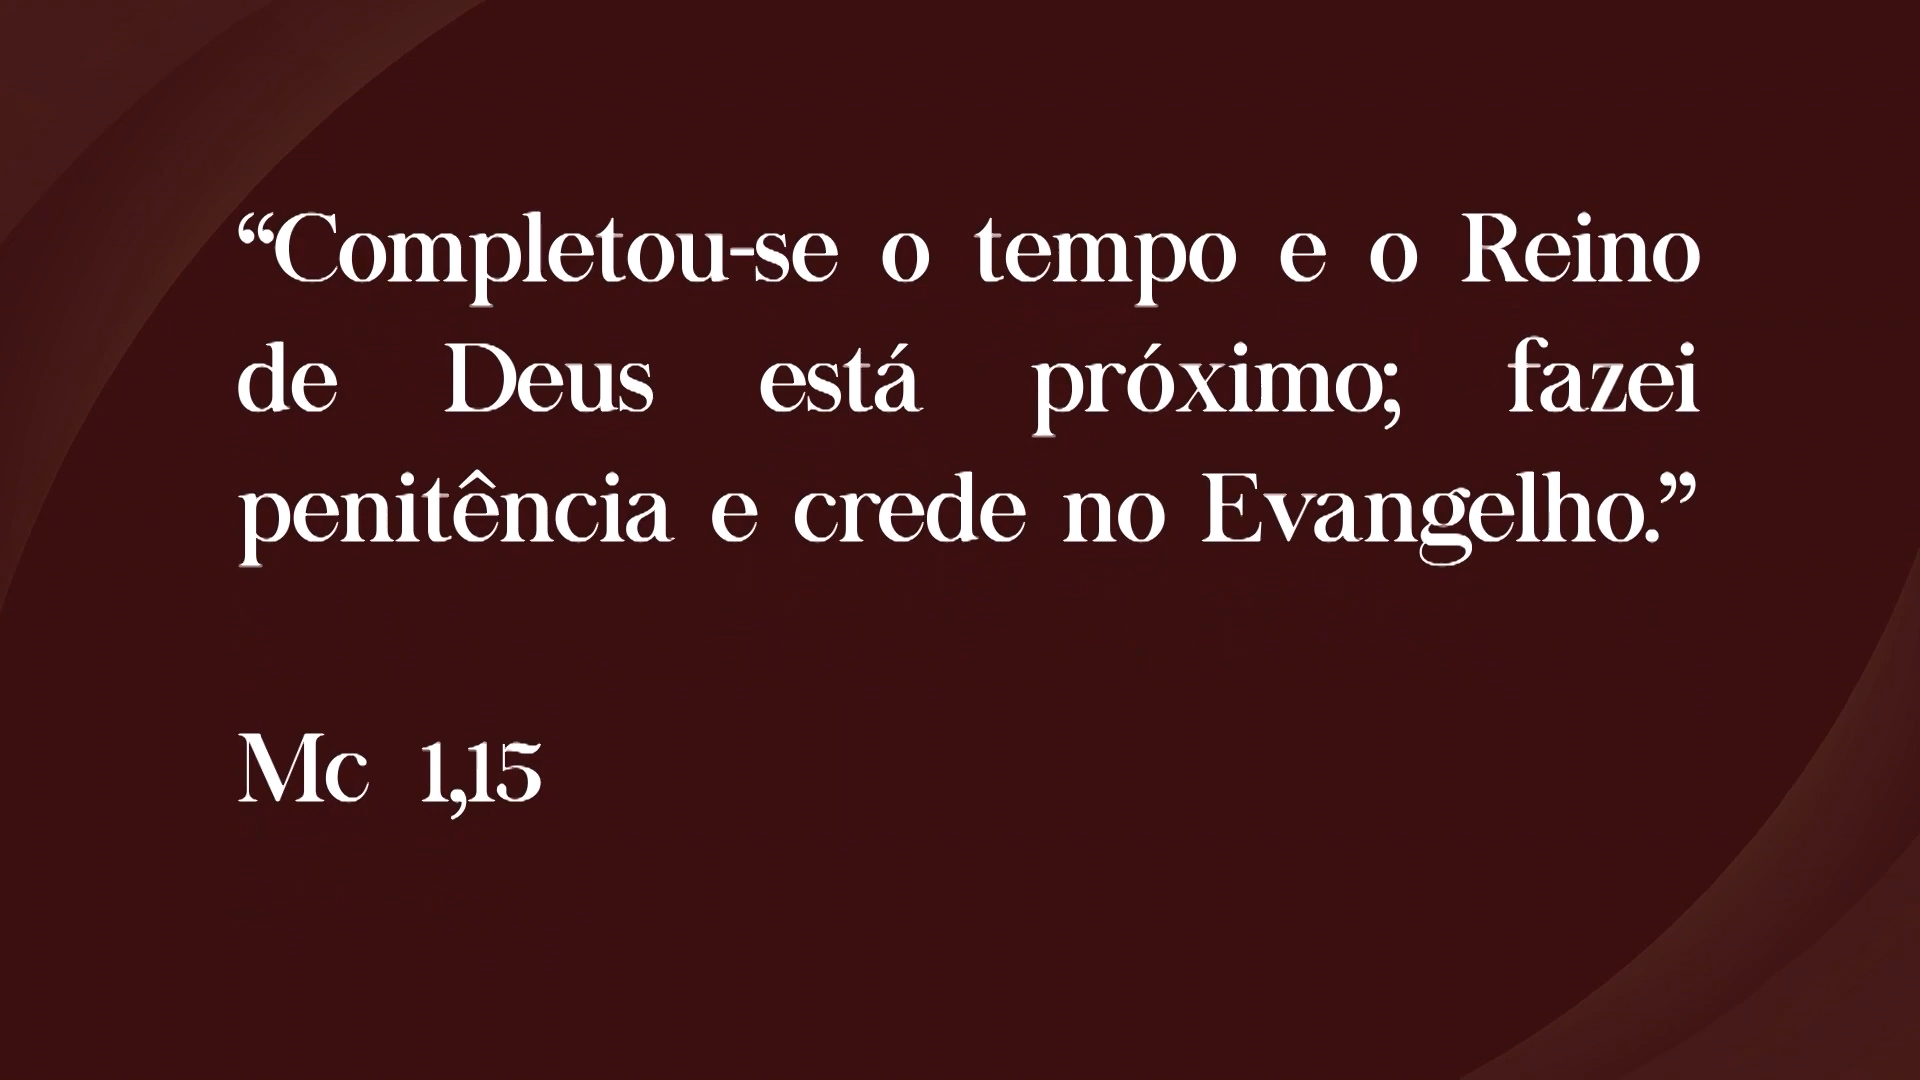 “Completou-se o tempo e o Reino
de Deus está próximo; fazei
penitência e crede no Evangelho.”
Mc 1,15